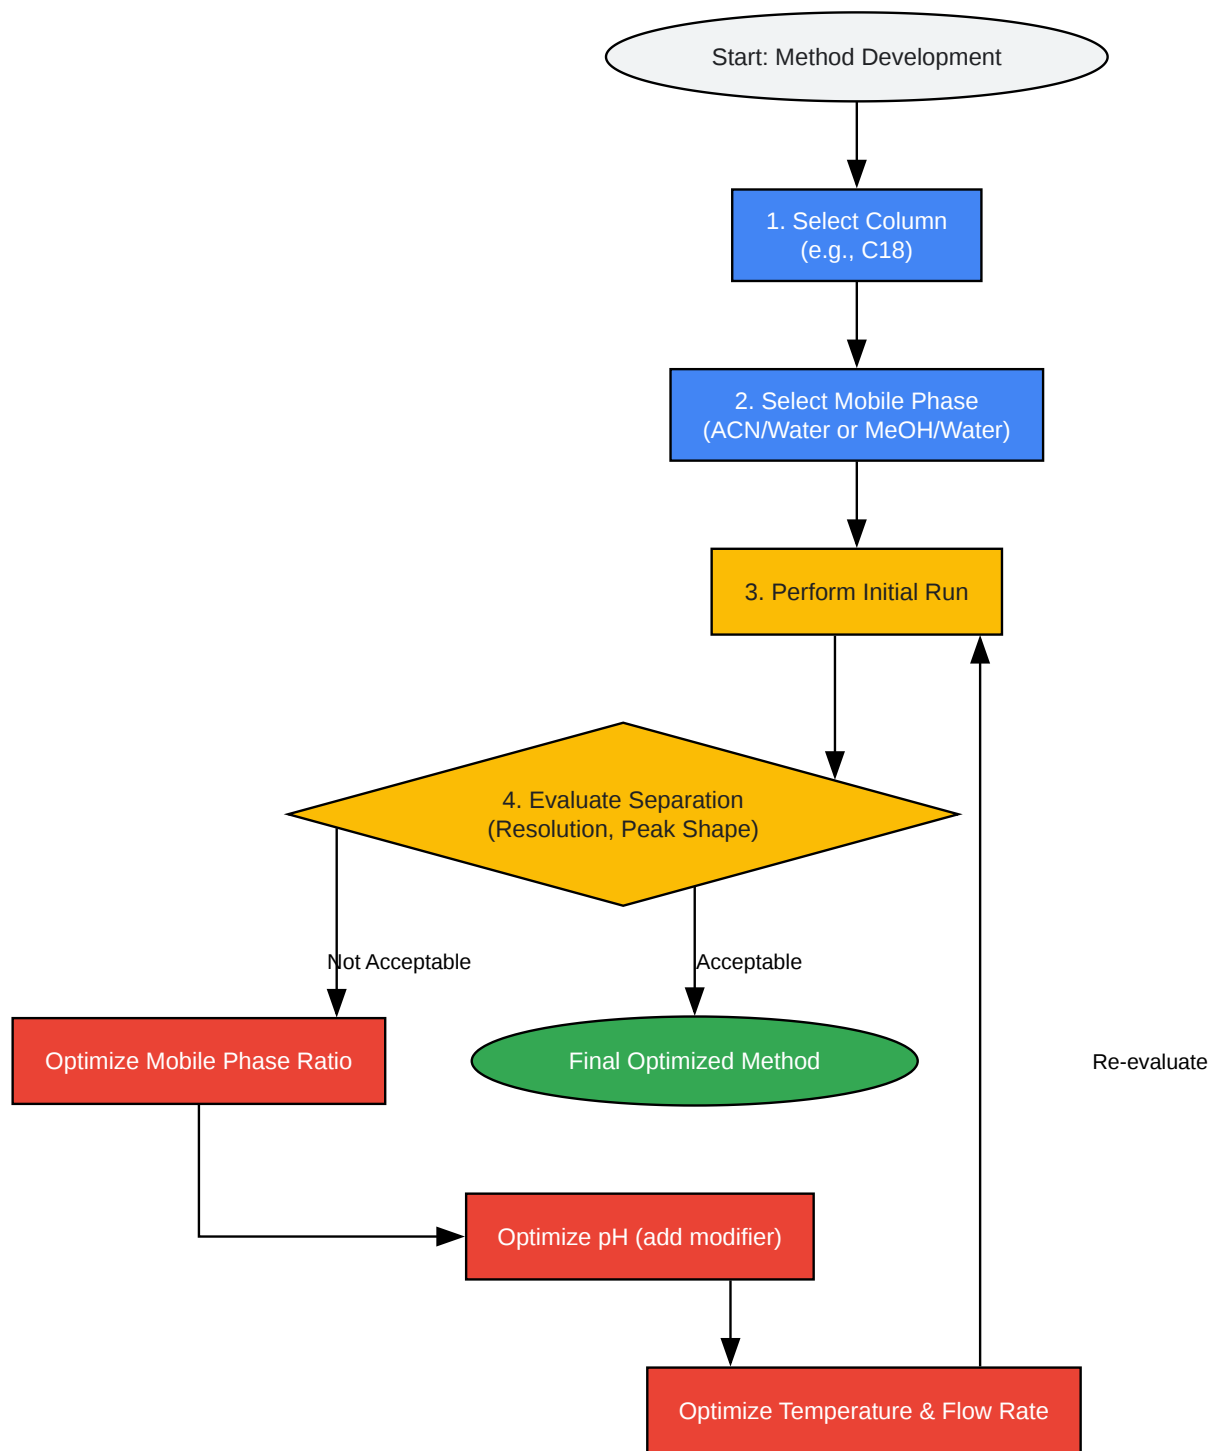 Start: Method Development
1. Select Column
(e.g., C18)
2. Select Mobile Phase
(ACN/Water or MeOH/Water)
3. Perform Initial Run
4. Evaluate Separation
(Resolution, Peak Shape)
Not Acceptable
Acceptable
Optimize Mobile Phase Ratio
Final Optimized Method
Re-evaluate
Optimize pH (add modifier)
Optimize Temperature & Flow Rate